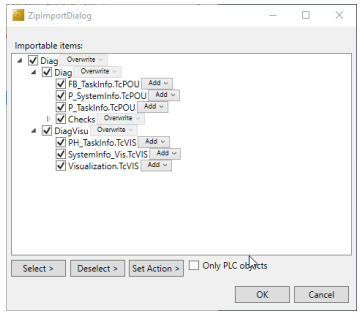 ZipImportDialog
Importable items:
Diag Overwrite
Diag Overwrite
FB_TaskInfo.TcPOU Add
P_SystemInfo.TcPOU Add
P_TaskInfo.TcPOU Add
Checks Overwrite
DiagVisu Overwrite
PH_TaskInfo.TcVIS Add
SystemInfo_Vis.TcVIS Add
Visualization.TcVIS Add
Select > Deselect > Set Action > Only PLC objects
OK Cancel